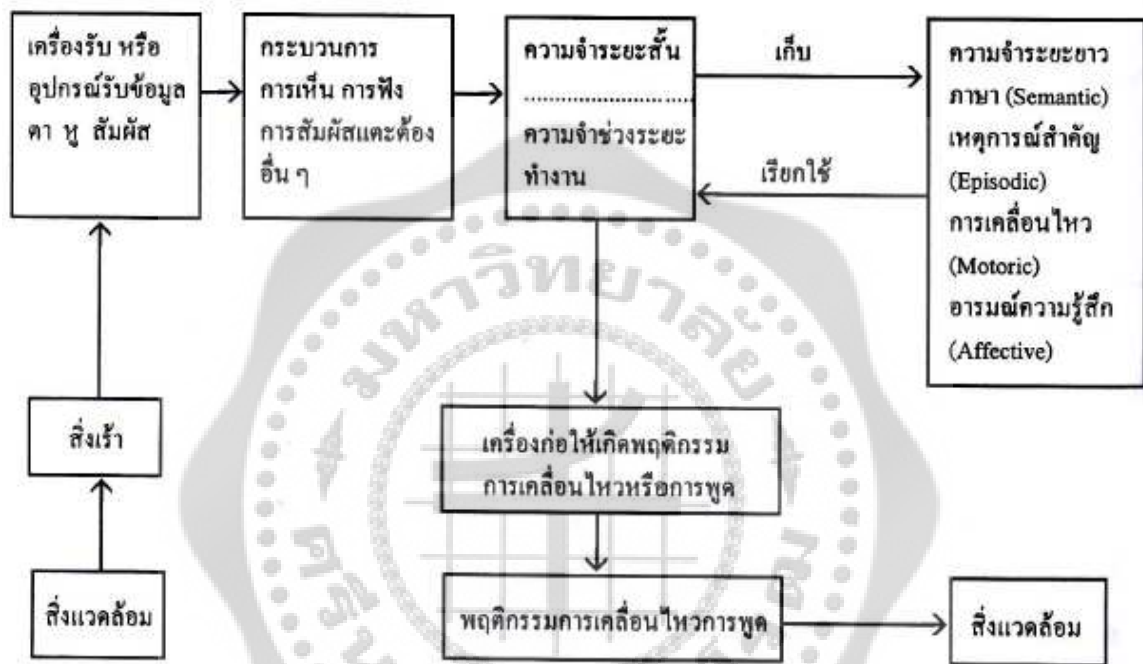 เครื่องรับ หรือ
อุปกรณ์รับข้อมูล
ตา หู สัมผัส
กระบวนการ
การเห็น การฟัง
การสัมผัสแตะต้อง
อื่น ๆ
ความจำระยะสั้น
................................
ความจำช่วงระยะ
ทำงาน
เก็บ
เรียกใช้
ความจำระยะยาว
ภาษา (Semantic)
เหตุการณ์สำคัญ
(Episodic)
การเคลื่อนไหว
(Motoric)
อารมณ์ความรู้สึก
(Affective)
สิ่งเร้า
สิ่งแวดล้อม
เครื่องก่อให้เกิดพฤติกรรม
การเคลื่อนไหวหรือการพูด
พฤติกรรมการเคลื่อนไหวการพูด
สิ่งแวดล้อม
มหาวิทยาลัย